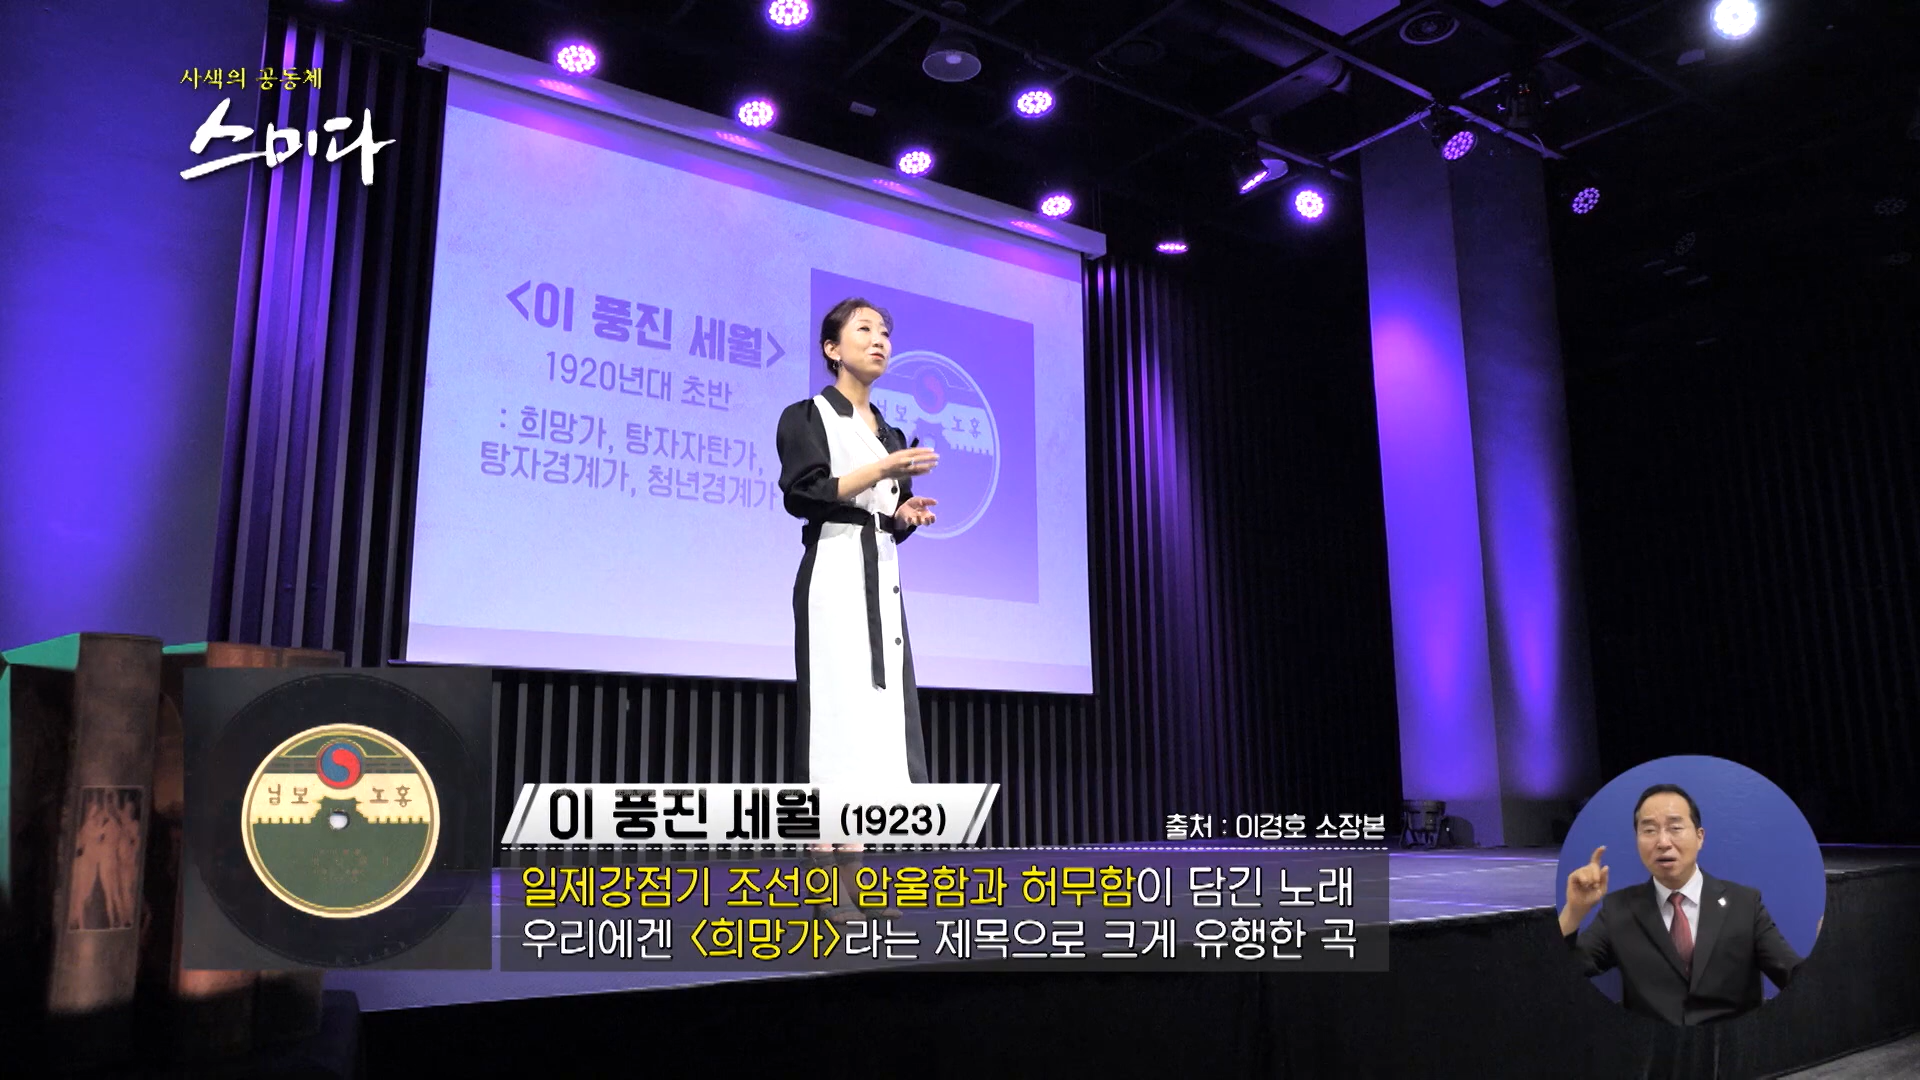 사색의 공동체
스미다
<이 풍진 세월>
1920년대 초반
: 희망가, 탕자자탄가,
탕자경계가, 청년경계가
님보 노홍
님보 노홍
이 풍진 세월 (1923)
출처 : 이경호 소장본
일제강점기 조선의 암울함과 허무함이 담긴 노래
우리에겐 <희망가>라는 제목으로 크게 유행한 곡